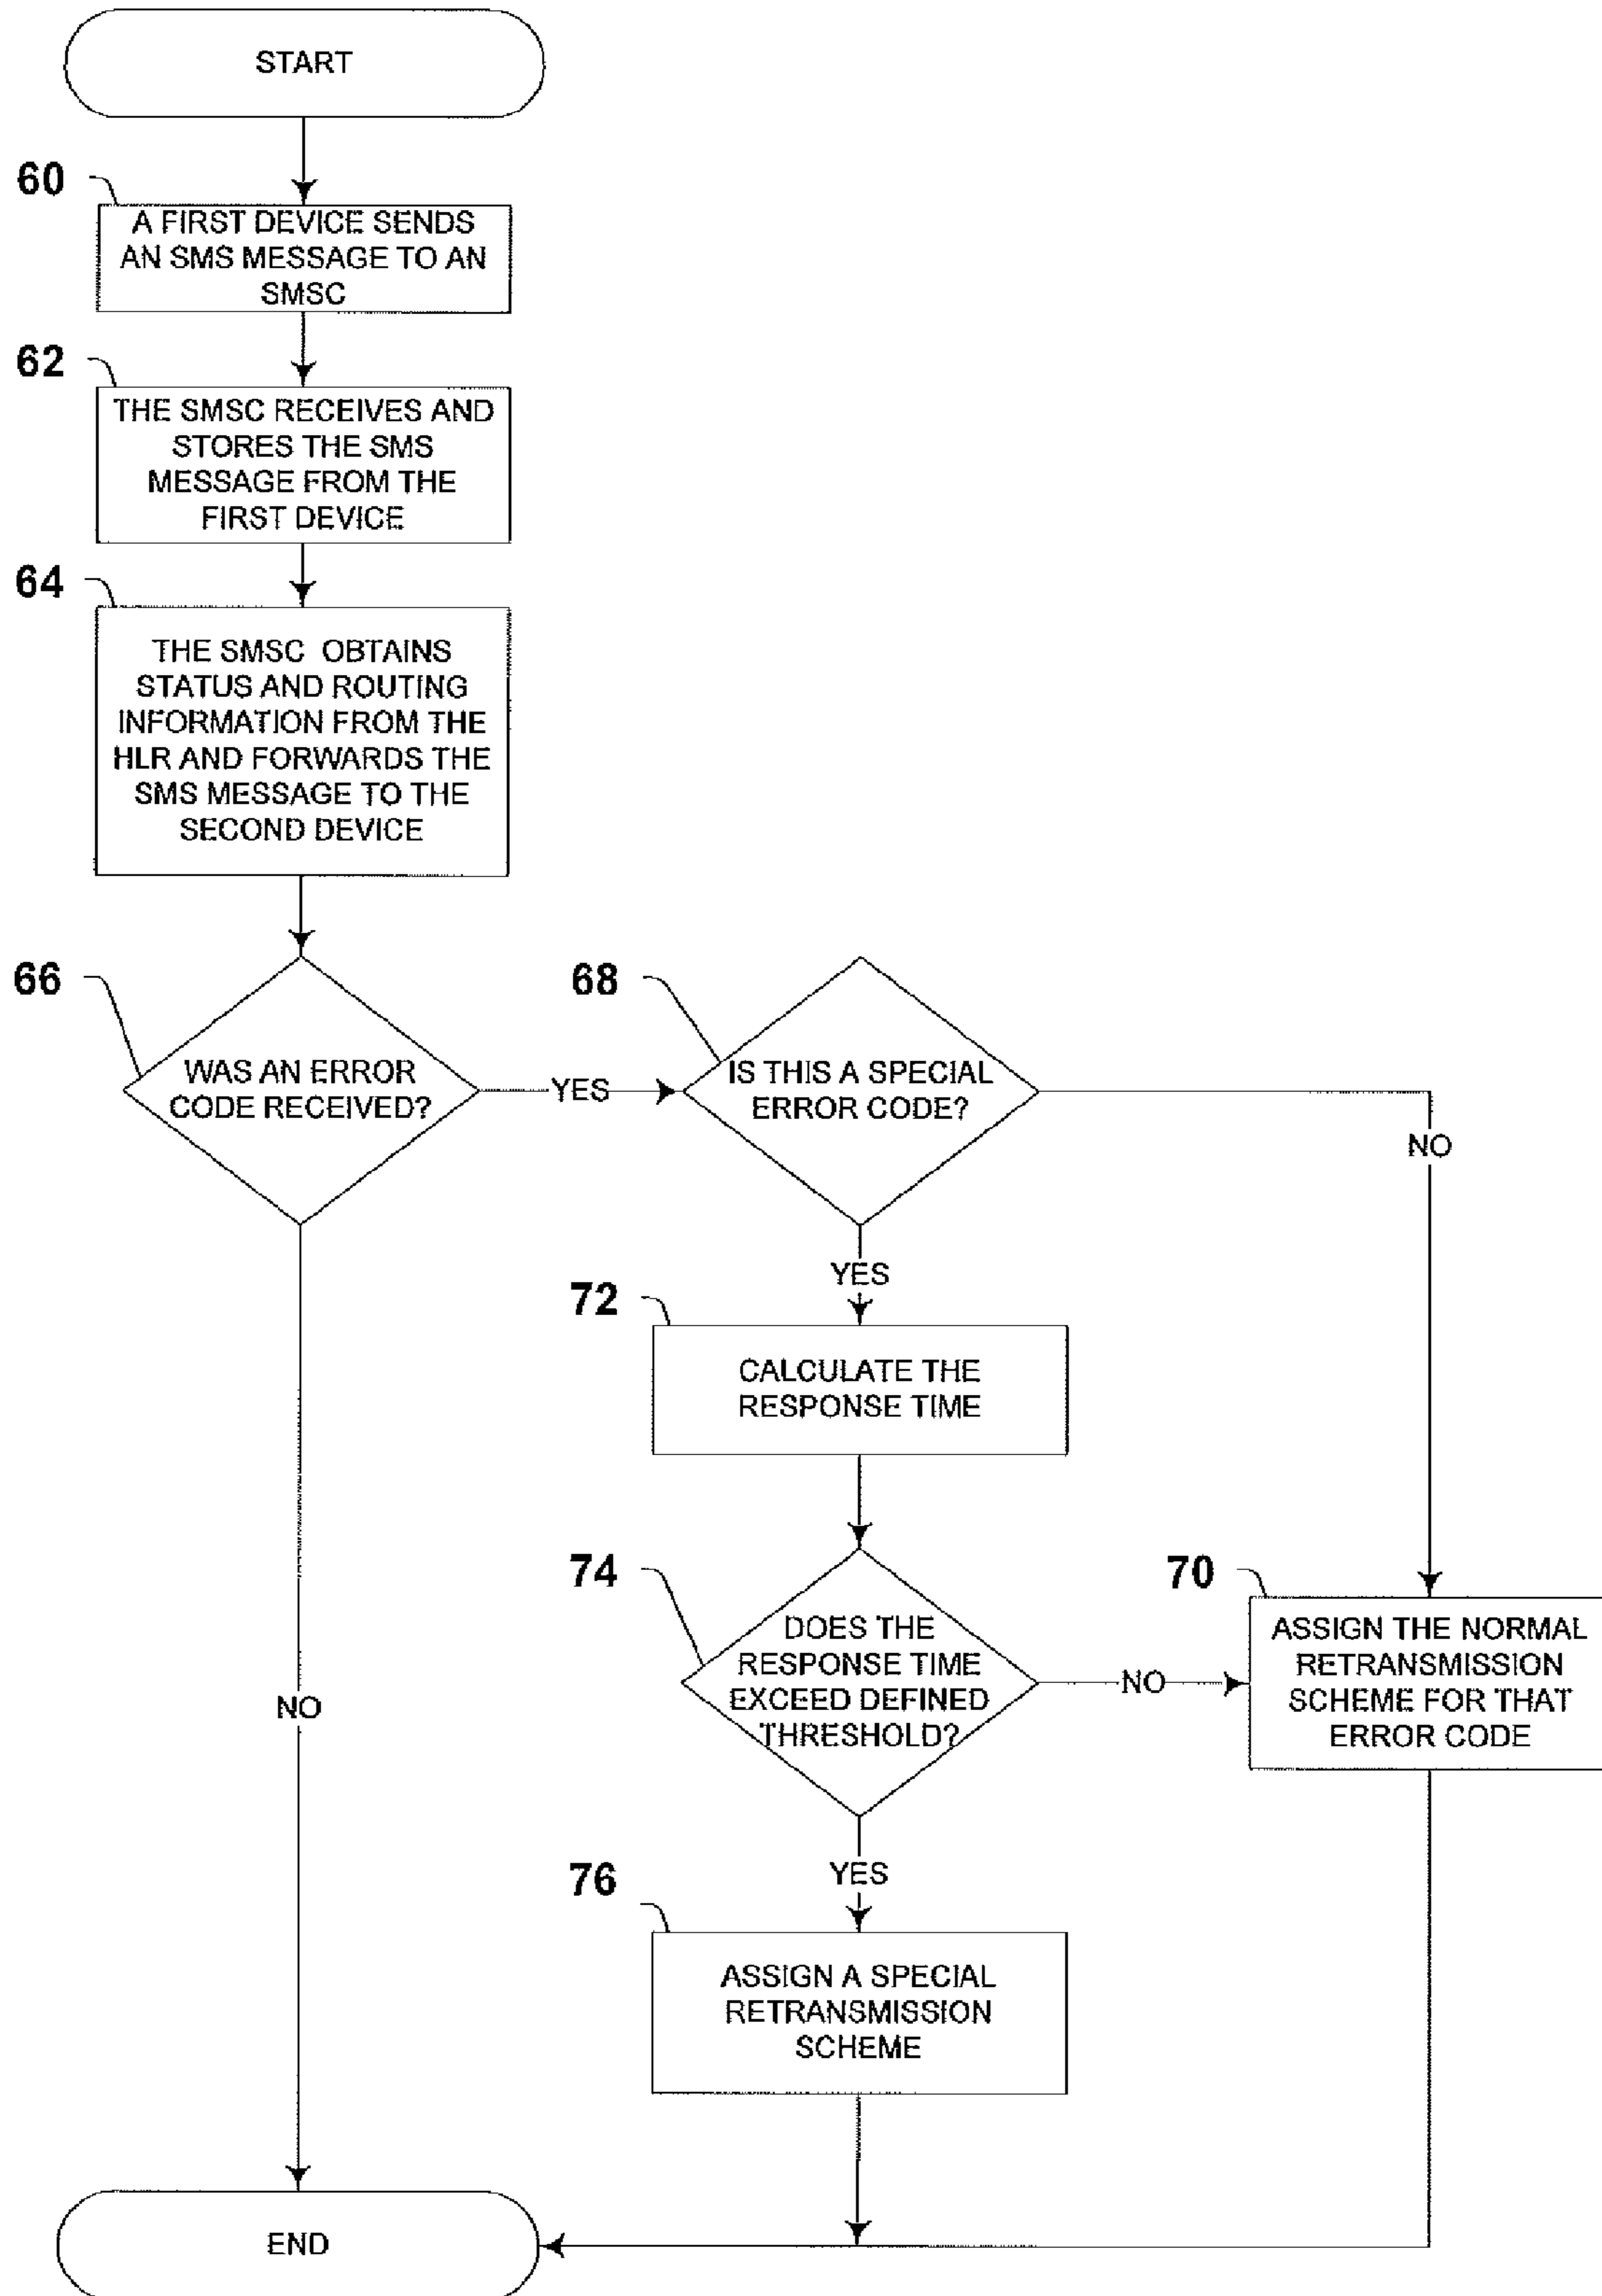 START
60
A FIRST DEVICE SENDS
AN SMS MESSAGE TO AN
SMSC
62
THE SMSC RECEIVES AND
STORES THE SMS
MESSAGE FROM THE
FIRST DEVICE
64
THE SMSC OBTAINS
STATUS AND ROUTING
INFORMATION FROM THE
HLR AND FORWARDS THE
SMS MESSAGE TO THE
SECOND DEVICE
66
WAS AN ERROR
CODE RECEIVED?
YES
68
IS THIS A SPECIAL
ERROR CODE?
NO
YES
72
CALCULATE THE
RESPONSE TIME
74
DOES THE
RESPONSE TIME
EXCEED DEFINED
THRESHOLD?
NO
70
ASSIGN THE NORMAL
RETRANSMISSION
SCHEME FOR THAT
ERROR CODE
NO
YES
76
ASSIGN A SPECIAL
RETRANSMISSION
SCHEME
END